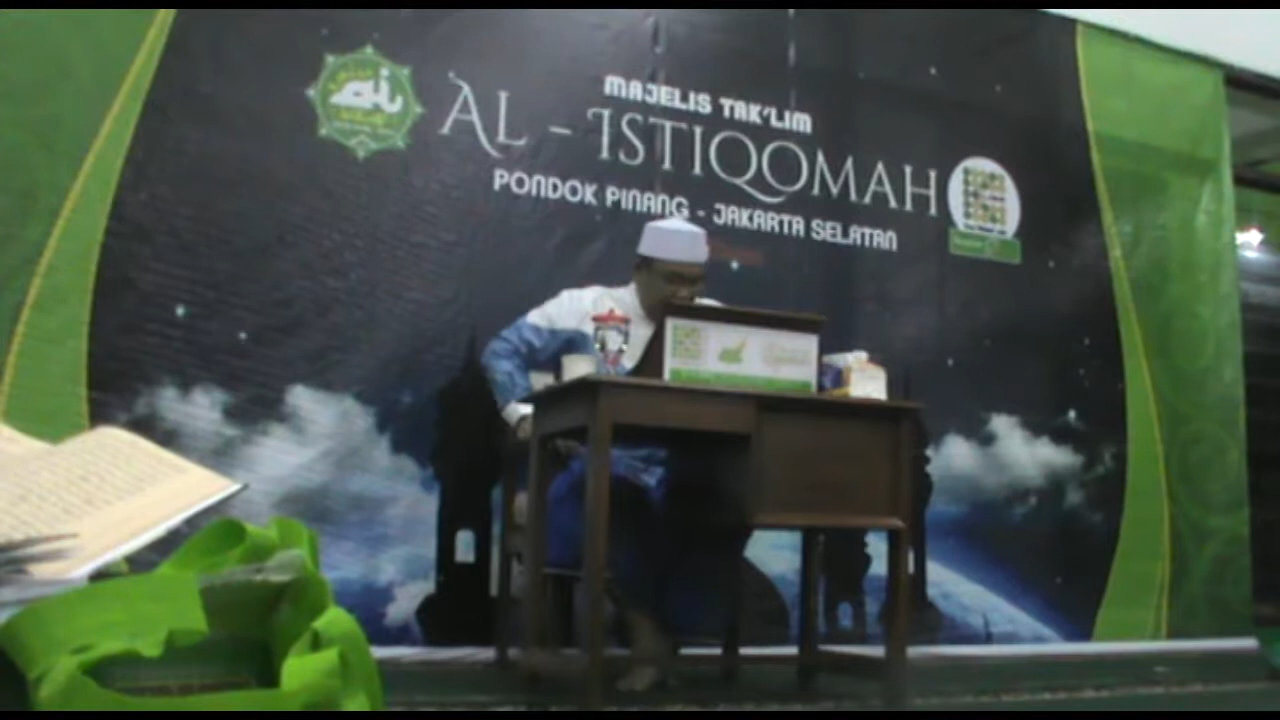 MAJELIS TAK'LIM
AL - ISTIQOMAH
PONDOK PINANG - JAKARTA SELATAN